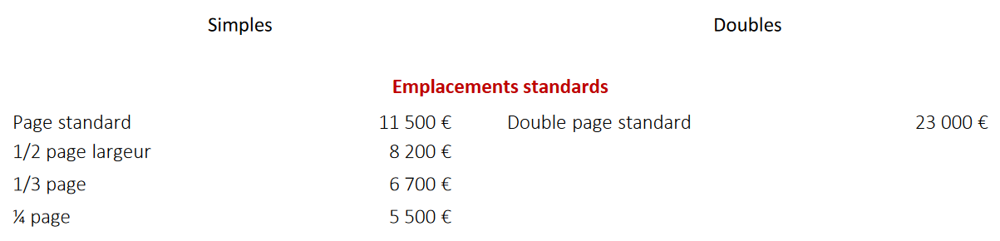 Simples Doubles
Emplacements standards
Page standard 11 500 € Double page standard 23 000 €
1/2 page largeur 8 200 €
1/3 page 6 700 €
¼ page 5 500 €